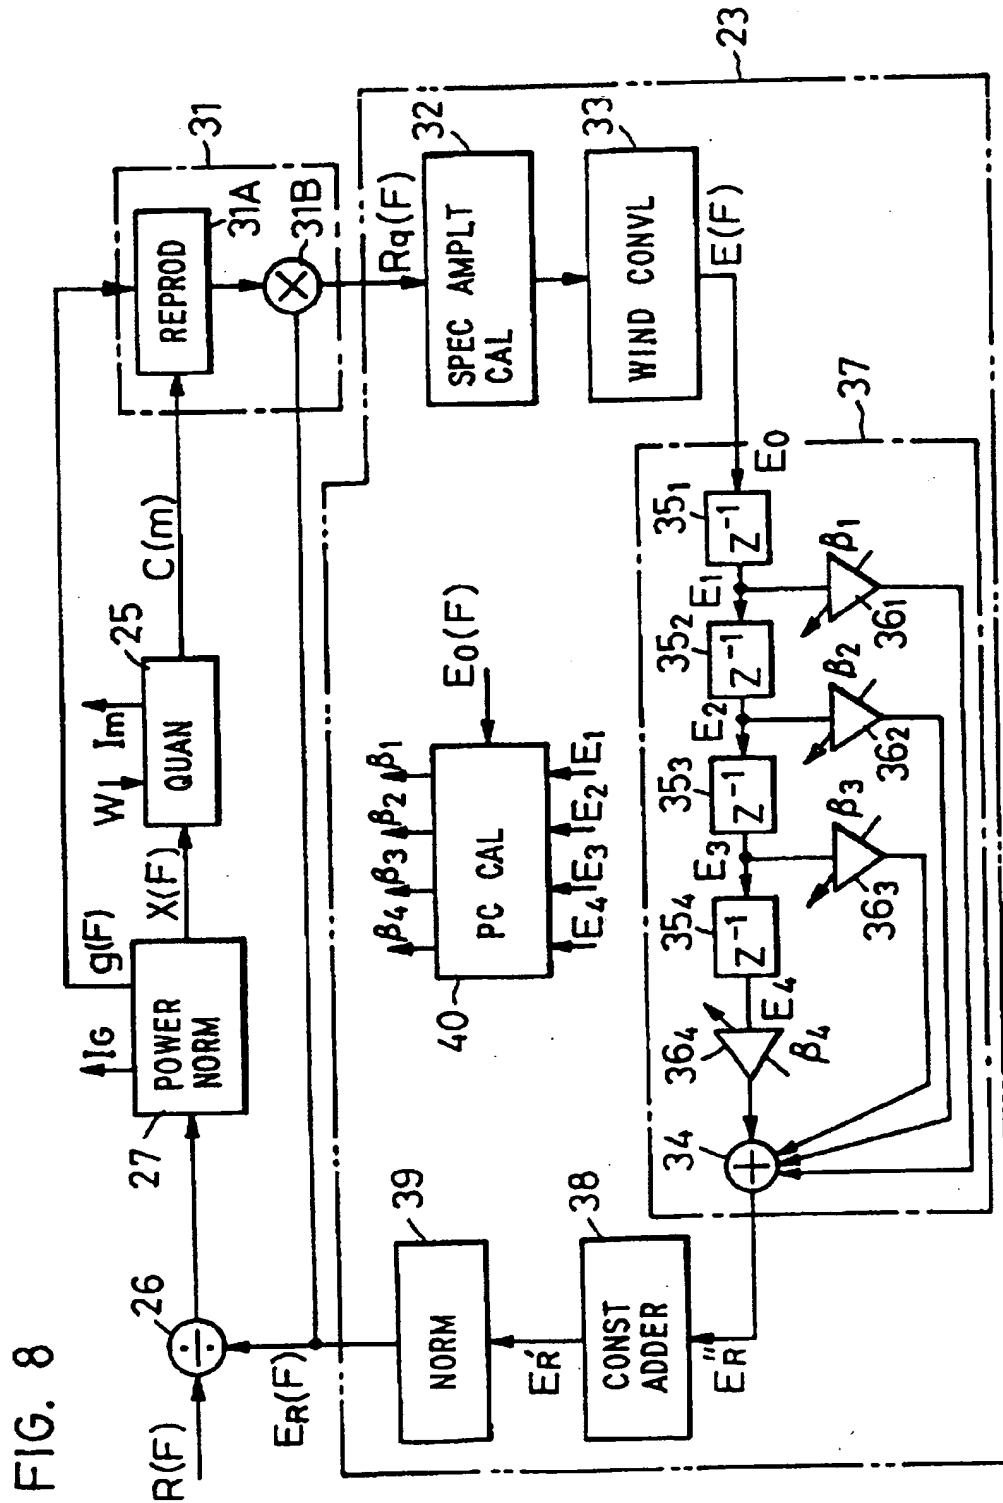 FIG. 8
R(F)
26
÷
27
POWER
NORM
IG
g(F)
X(F)
W
Im
25
QUAN
C(m)
31
REPROD
31A
31B
×
ER(F)
Rq(F)
23
32
SPEC AMPLT
CAL
33
WIND CONVL
E(F)
E0(F)
β4
β3
β2
β1
PC CAL
40
E4
E3
E2
E1
39
NORM
ER'
38
CONST
ADDER
ER''
37
E0
351
Z-1
E1
352
Z-1
E2
353
Z-1
E3
354
Z-1
E4
β1
361
β2
362
β3
363
β4
364
34
+